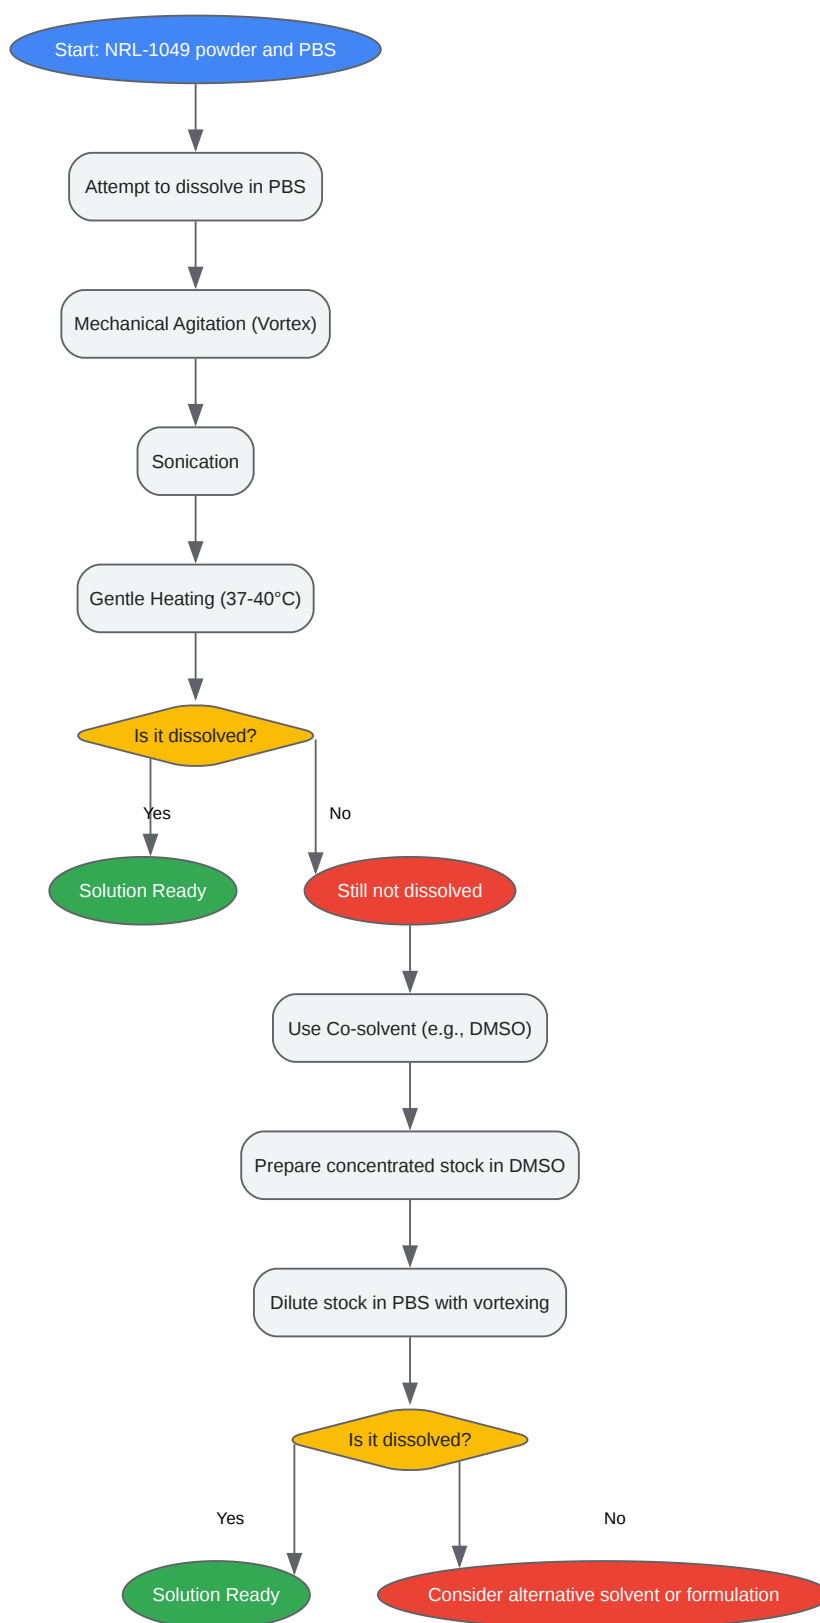 Start: NRL-1049 powder and PBS
Attempt to dissolve in PBS
Mechanical Agitation (Vortex)
Sonication
Gentle Heating (37-40°C)
Is it dissolved?
Yes
No
Solution Ready
Still not dissolved
Use Co-solvent (e.g., DMSO)
Prepare concentrated stock in DMSO
Dilute stock in PBS with vortexing
Is it dissolved?
Yes
No
Solution Ready
Consider alternative solvent or formulation